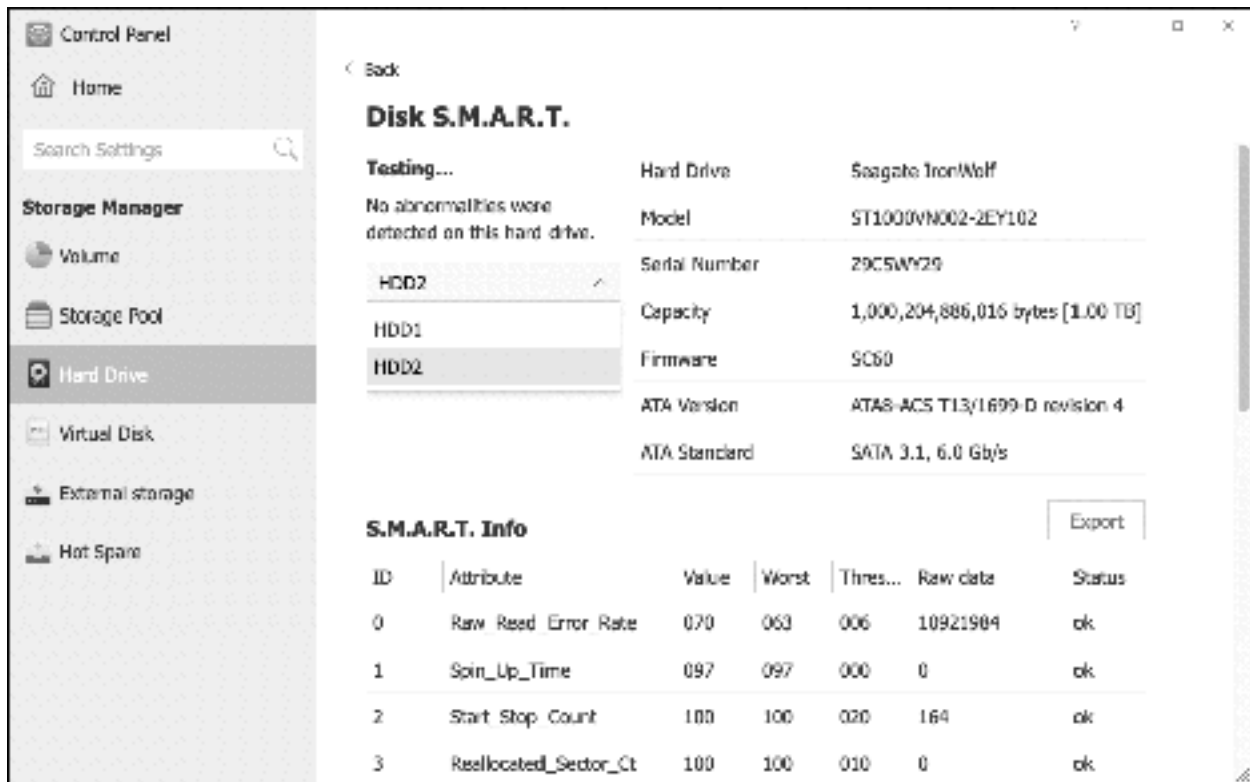 Control Panel
Home
Search Settings
Storage Manager
Volume
Storage Pool
Hard Drive
Virtual Disk
External storage
Hot Spare
Back
Disk S.M.A.R.T.
Testing...
No abnormalities were
detected on this hard drive.
HDD2
HDD1
HDD2
Hard Drive Seagate IronWolf
Model ST1000VN002-2EY102
Serial Number Z9C5WY29
Capacity 1,000,204,886,016 bytes [1.00 TB]
Firmware SC60
ATA Version ATA8-ACS T13/1699-D revision 4
ATA Standard SATA 3.1, 6.0 Gb/s
S.M.A.R.T. Info
Export
ID Attribute Value Worst Thres... Raw data Status
0 Raw_Read_Error_Rate 070 063 006 10921984 ok
1 Spin_Up_Time 097 097 000 0 ok
2 Start_Stop_Count 100 100 020 164 ok
3 Reallocated_Sector_Ct 100 100 010 0 ok